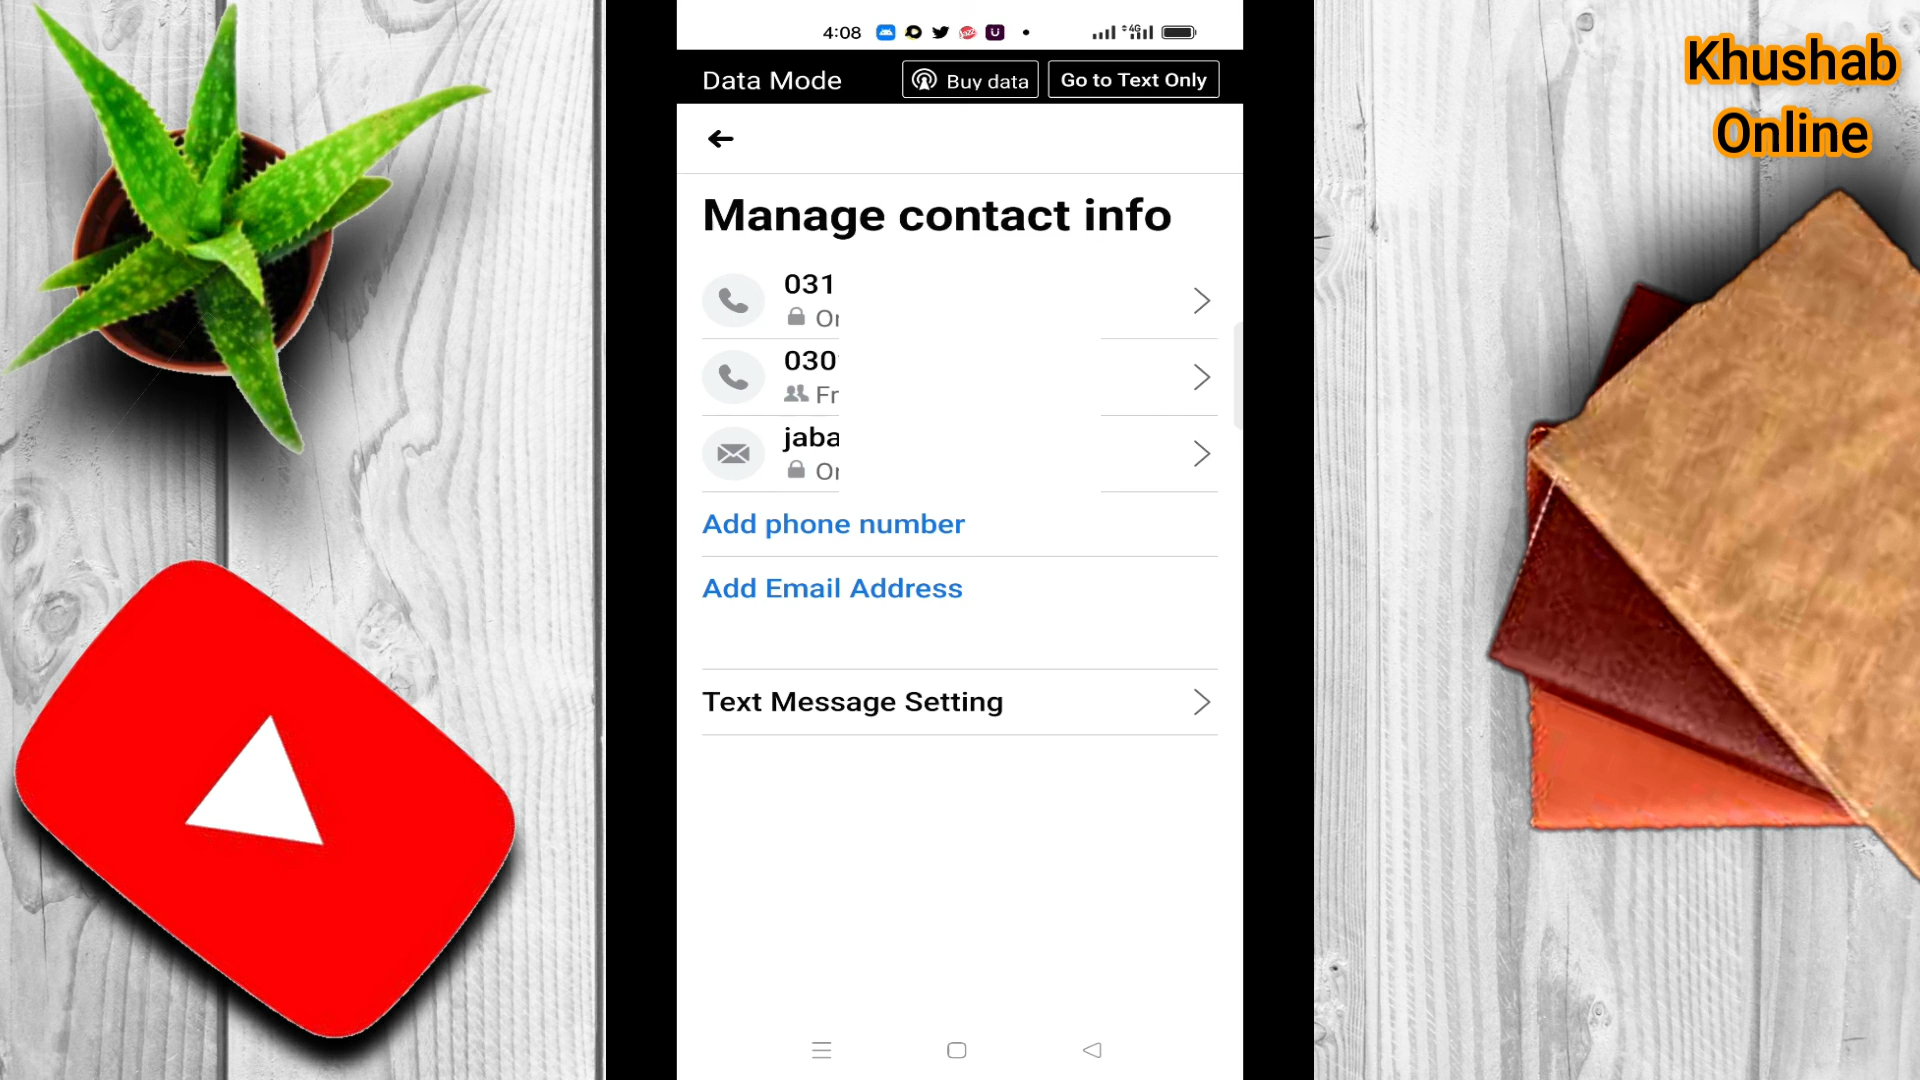 Khushab
Online
4:08
4G
Data Mode
Buy data
Go to Text Only
Manage contact info
031
030
jaba
Add phone number
Add Email Address
Text Message Setting